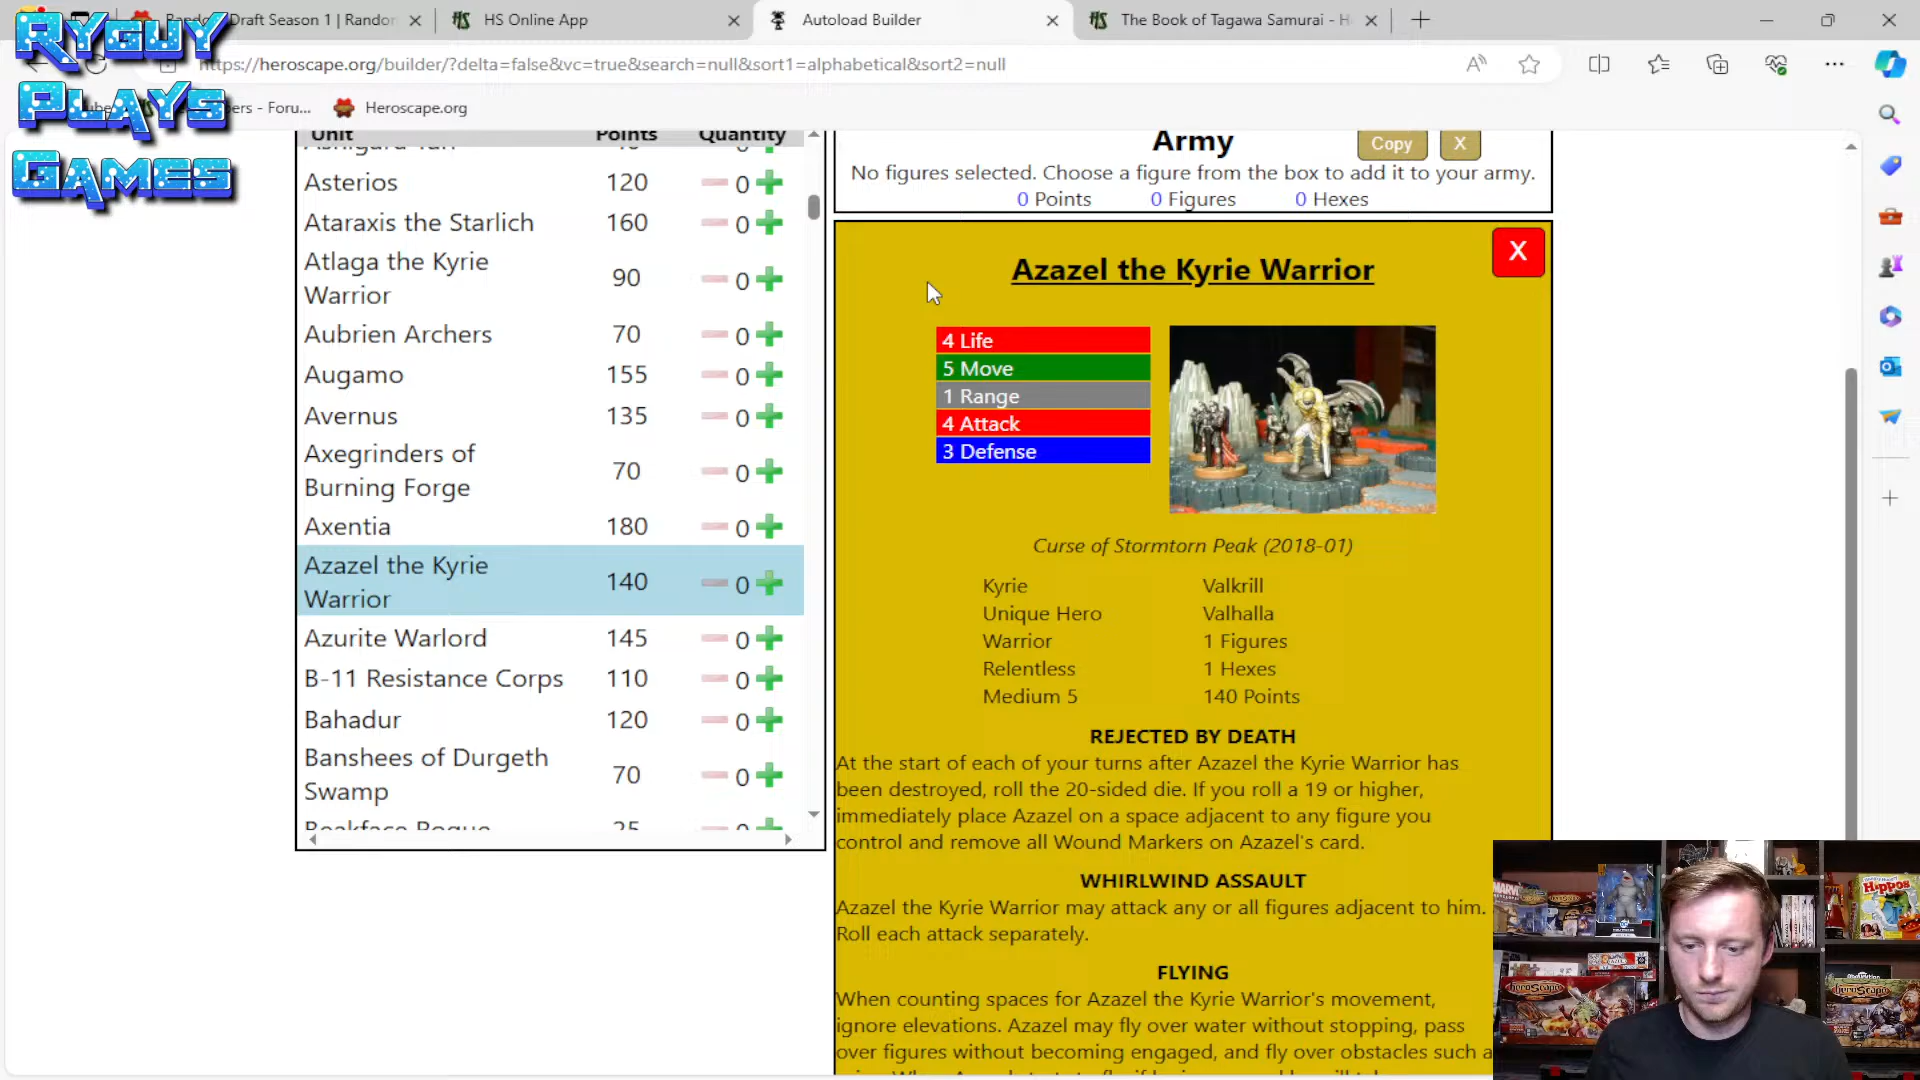 RYGUY
PLAYS
GAMES
Draft Season 1 | Random
HS Online App
Autoload Builder
The Book of Tagawa Samurai - H
https://heroscape.org/builder/?delta=false&vc=true&search=null&sort1=alphabetical&sort2=null
ers - Foru...
Heroscape.org
Unit Points Quantity
Asterios 120 0
Ataraxis the Starlich 160 0
Atlaga the Kyrie
Warrior 90 0
Aubrien Archers 70 0
Augamo 155 0
Avernus 135 0
Axegrinders of
Burning Forge 70 0
Axentia 180 0
Azazel the Kyrie
Warrior 140 0
Azurite Warlord 145 0
B-11 Resistance Corps 110 0
Bahadur 120 0
Banshees of Durgeth
Swamp 70 0
Beakface Rogue 25 0
Army
Copy
X
No figures selected. Choose a figure from the box to add it to your army.
0 Points 0 Figures 0 Hexes
X
Azazel the Kyrie Warrior
4 Life
5 Move
1 Range
4 Attack
3 Defense
Curse of Stormtorn Peak (2018-01)
Kyrie Valkrill
Unique Hero Valhalla
Warrior 1 Figures
Relentless 1 Hexes
Medium 5 140 Points
REJECTED BY DEATH
At the start of each of your turns after Azazel the Kyrie Warrior has
been destroyed, roll the 20-sided die. If you roll a 19 or higher,
immediately place Azazel on a space adjacent to any figure you
control and remove all Wound Markers on Azazel's card.
WHIRLWIND ASSAULT
Azazel the Kyrie Warrior may attack any or all figures adjacent to him.
Roll each attack separately.
FLYING
When counting spaces for Azazel the Kyrie Warrior's movement,
ignore elevations. Azazel may fly over water without stopping, pass
over figures without becoming engaged, and fly over obstacles such a
Hippos
heroscape
heroscape